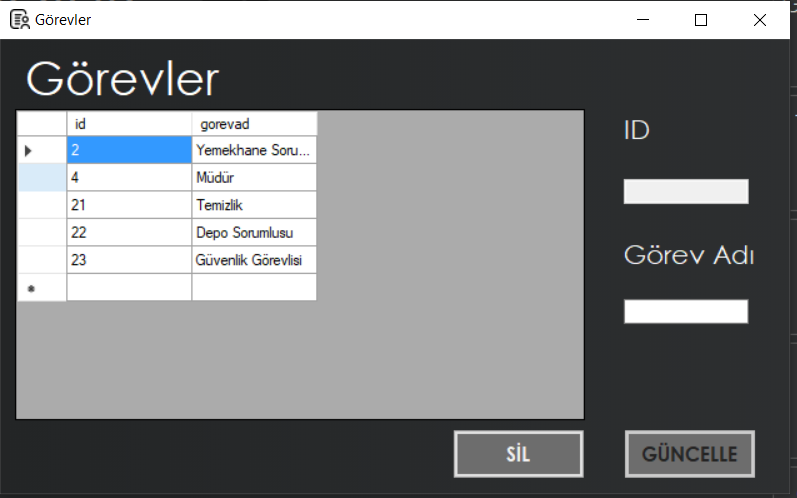 Görevler
Görevler
id gorevad
2 Yemekhane Soru...
4 Müdür
21 Temizlik
22 Depo Sorumlusu
23 Güvenlik Görevlisi
ID
Görev Adı
SİL
GÜNCELLE